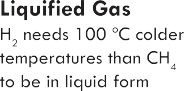 Liquified Gas
H₂ needs 100 °C colder
temperatures than CH₄
to be in liquid form